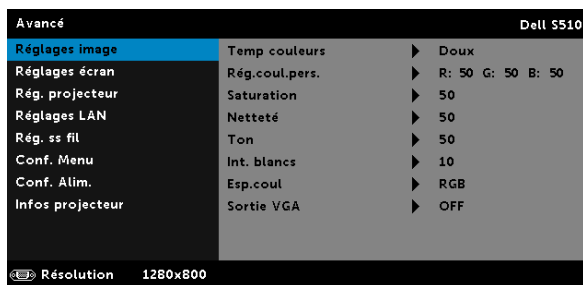 Avancé Dell S510
Réglages image Temp couleurs Doux
Réglages écran Rég.coul.pers. R: 50 G: 50 B: 50
Rég. projecteur Saturation 50
Réglages LAN Netteté 50
Rég. ss fil Ton 50
Conf. Menu Int. blancs 10
Conf. Alim. Esp.coul RGB
Infos projecteur Sortie VGA OFF
Résolution 1280x800